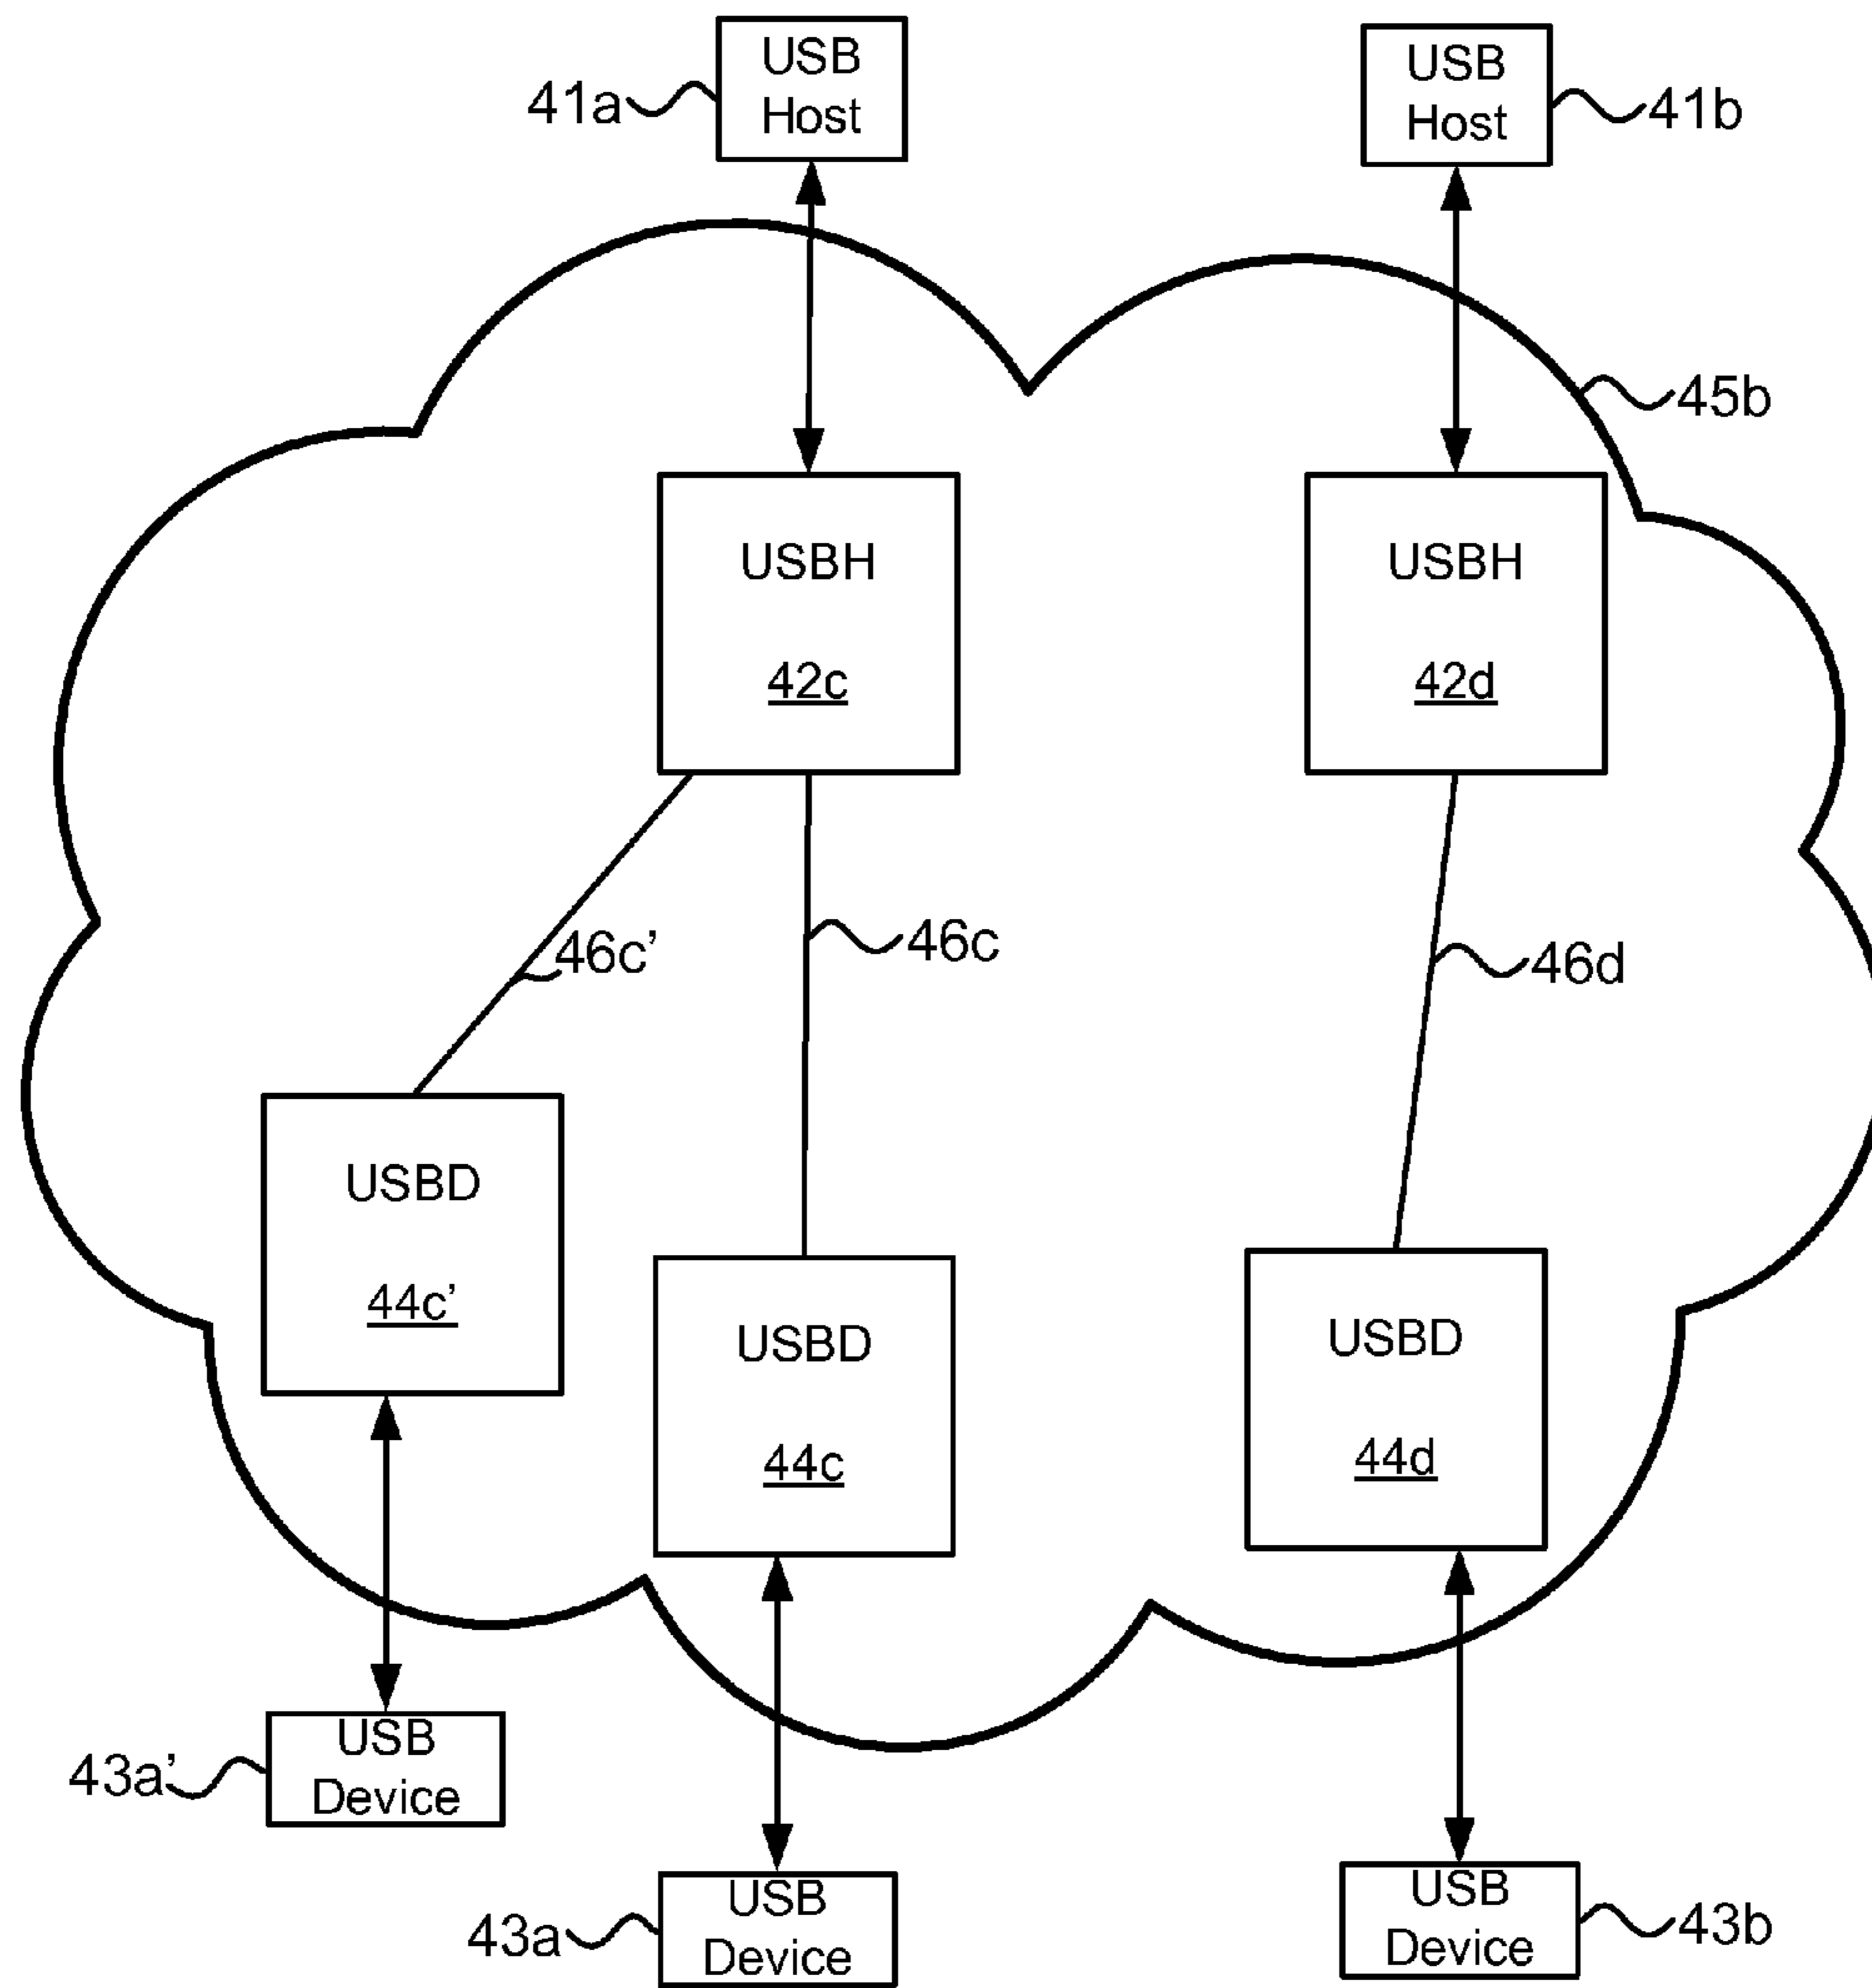 USB
Host
41a
USB
Host
41b
45b
USBH
42c
USBH
42d
46c’
46c
46d
USBD
44c’
USBD
44c
USBD
44d
43a’
USB
Device
43a
USB
Device
USB
Device
43b